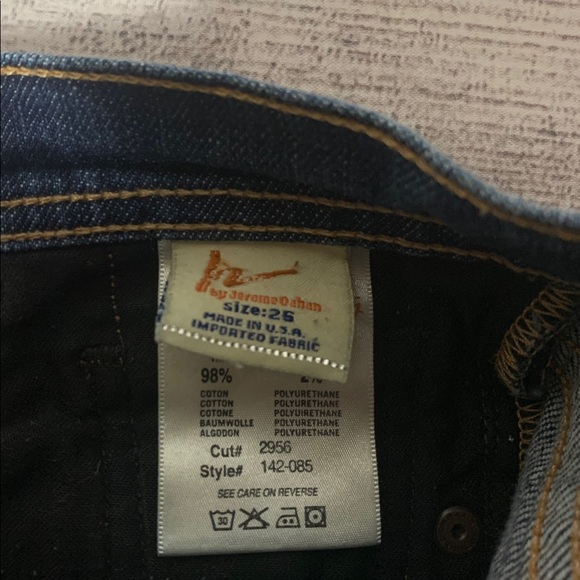 by Jerome Dahan
size:26
MADE IN U.S.A.
IMPORTED FABRIC
98% 2%
COTON POLYURETHANE
COTTON POLYURETHANE
COTONE POLYUIRETHANE
BAUMWOLLE POLYURETHANE
ALGODON POLYURETHANE
Cut# 2956
Style# 142-085
SEE CARE ON REVERSE
30